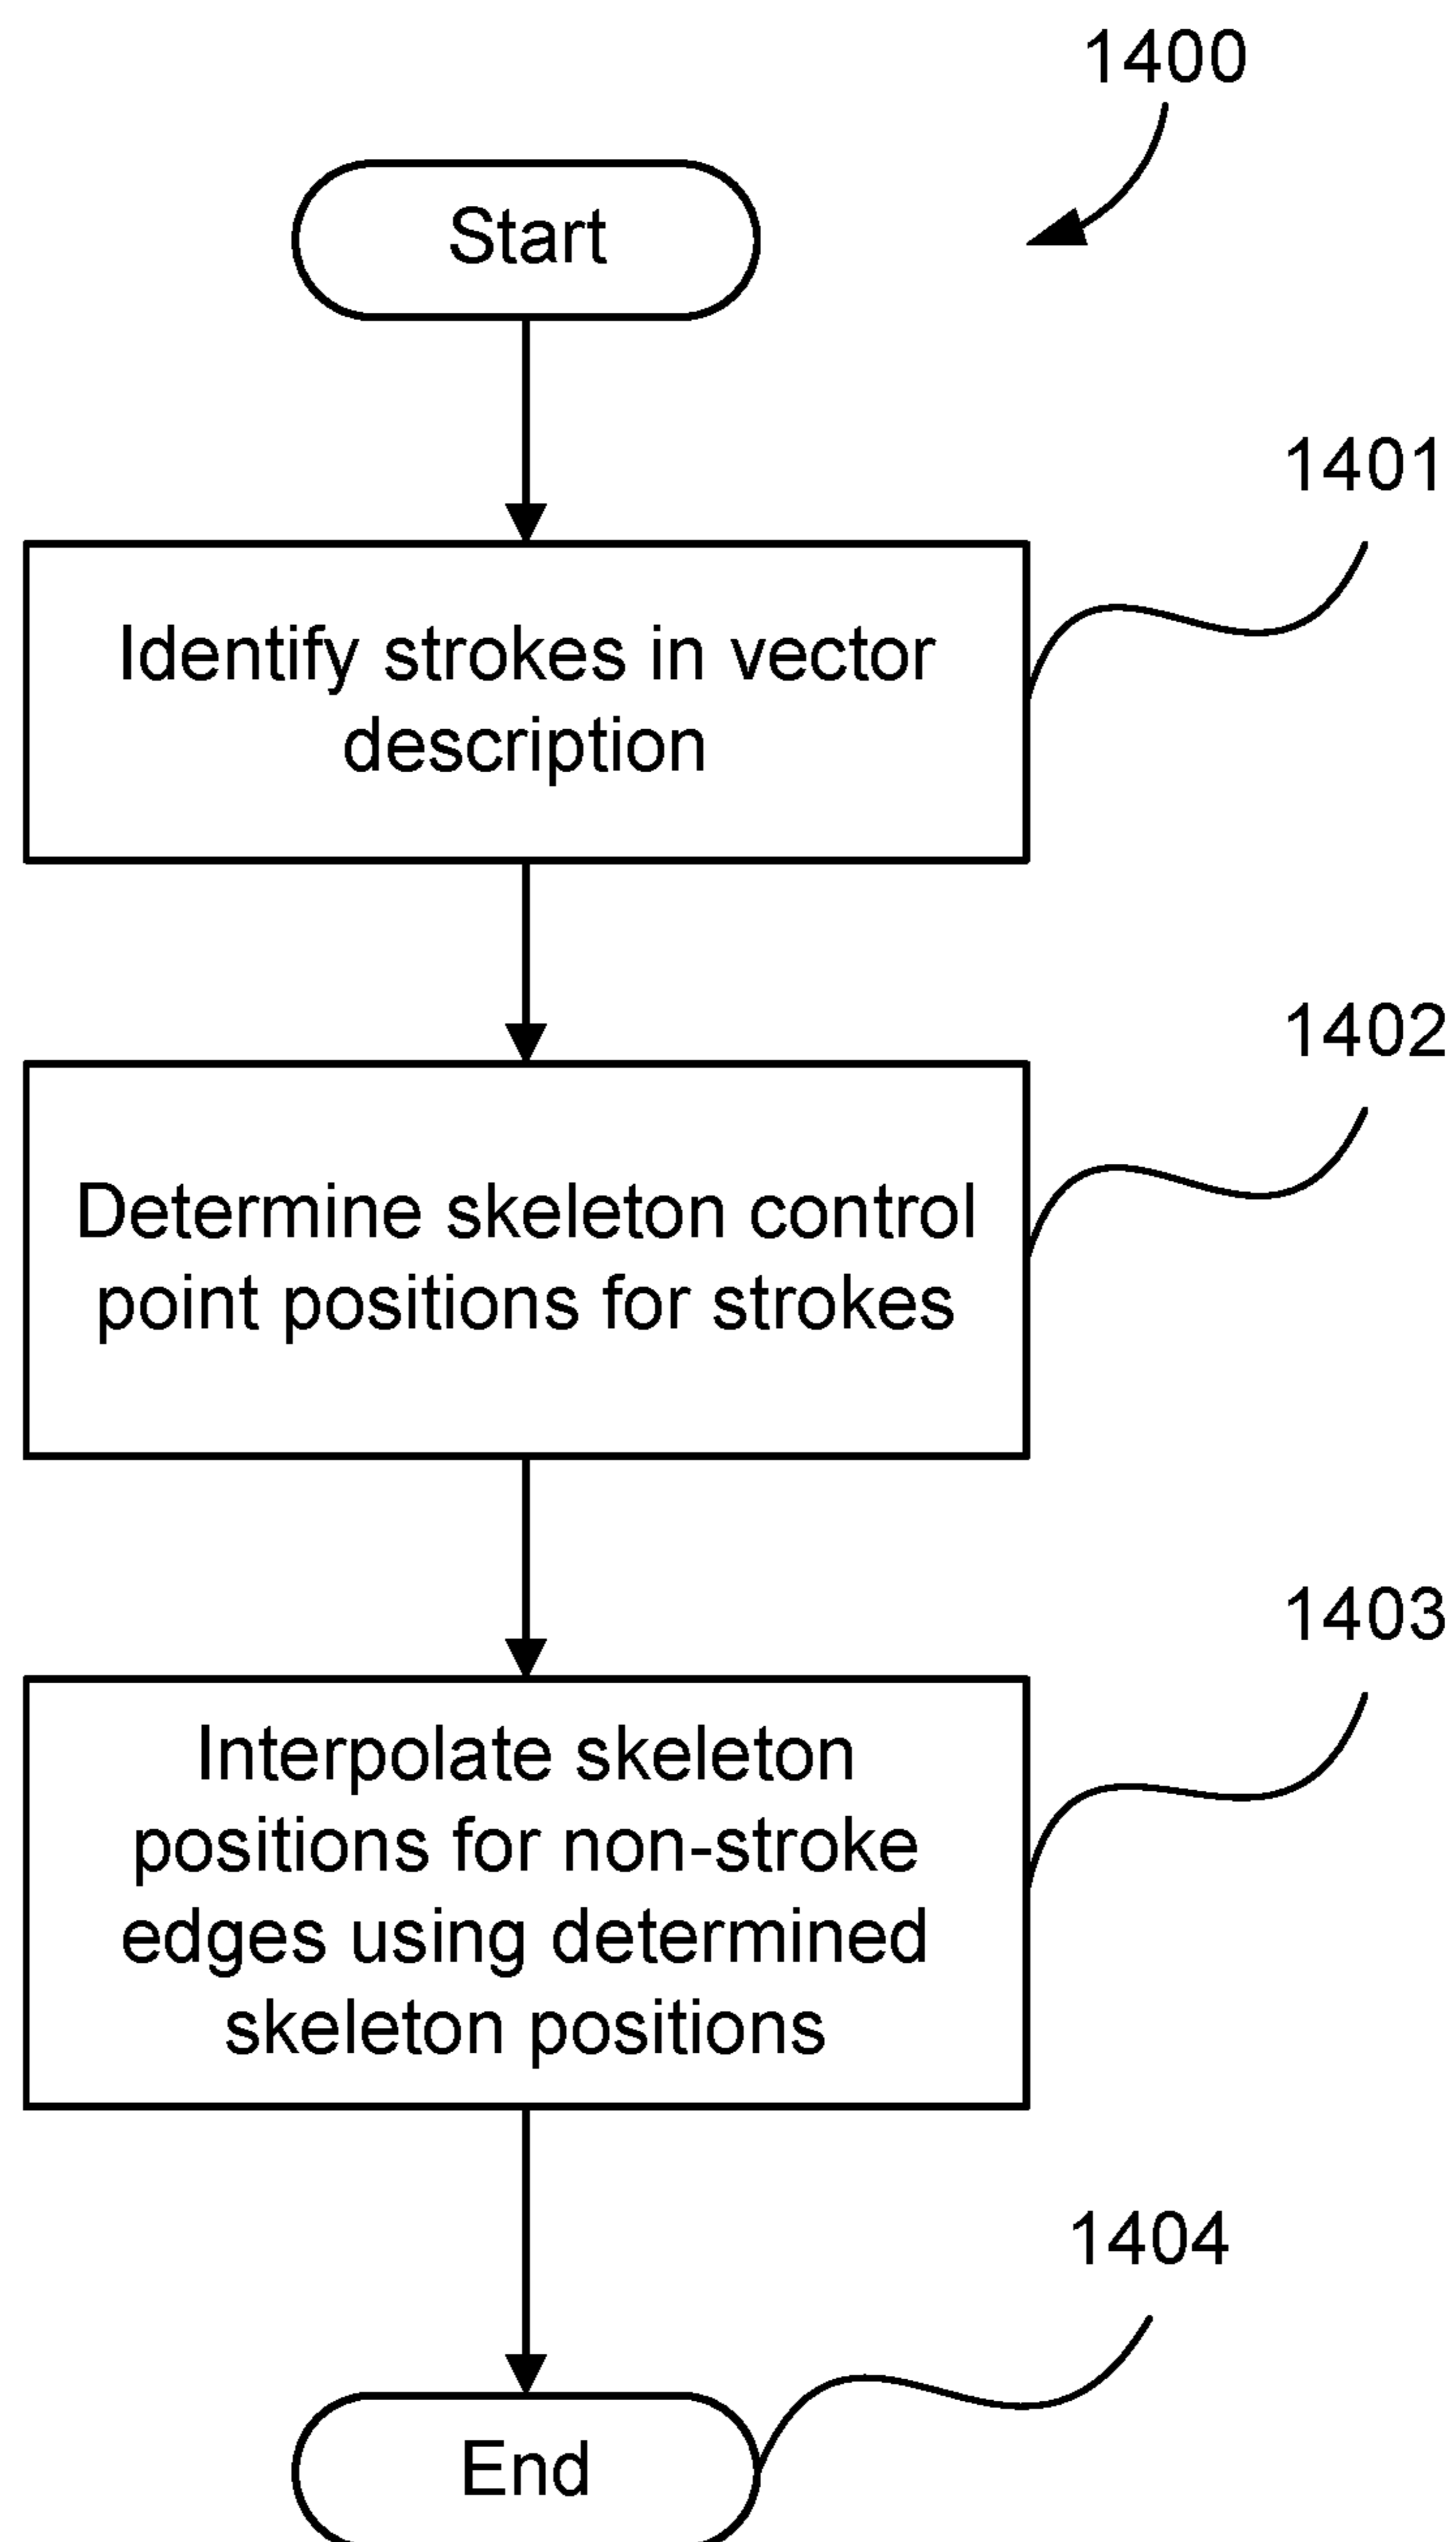 1400
Start
1401
Identify strokes in vector
description
1402
Determine skeleton control
point positions for strokes
1403
Interpolate skeleton
positions for non-stroke
edges using determined
skeleton positions
1404
End